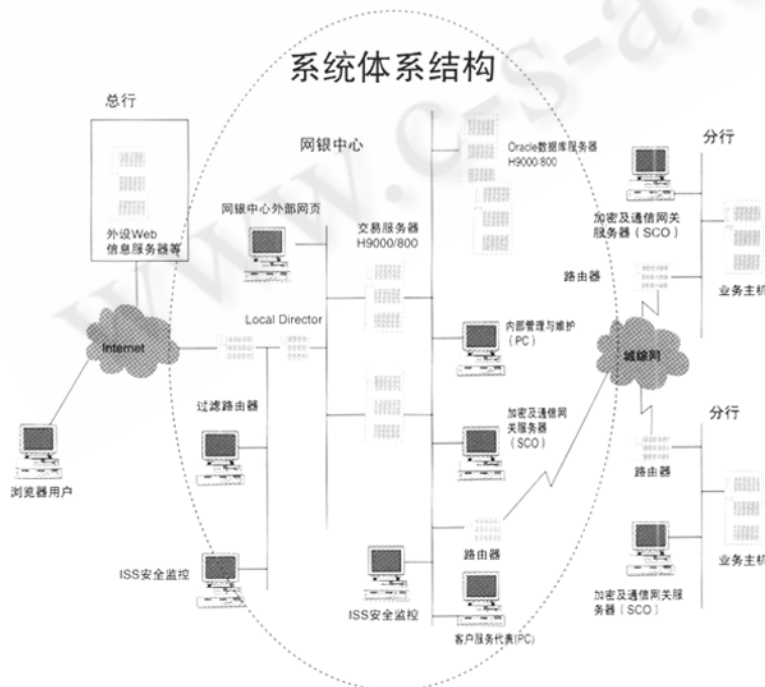 系统体系结构
总行
外设Web
信息服务器等
网银中心
网银中心外部网页
交易服务器
H9000/800
Oracle数据库服务器
H9000/800
分行
加密及通信网关
服务器（SCO）
路由器
业务主机
Internet
Local Director
内部管理与维护
（PC）
过滤路由器
浏览器用户
加密及通信网
关服务器
（SCO）
分行
路由器
路由器
业务主机
ISS安全监控
ISS安全监控
客户服务代表(PC)
加密及通信网关服
务器（SCO）